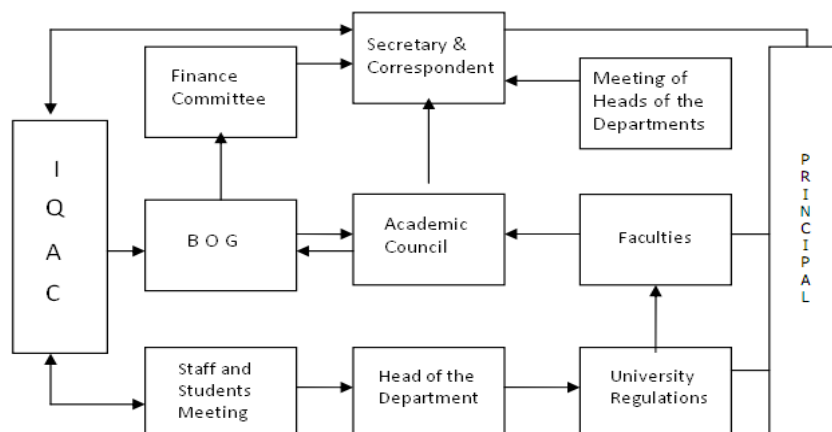 Secretary &
Correspondent
Finance
Committee
Meeting of
Heads of the
Departments
I
Q
A
C
B O G
Academic
Council
Faculties
P
R
I
N
C
I
P
A
L
Staff and
Students
Meeting
Head of the
Department
University
Regulations